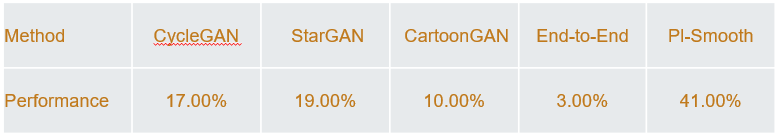 Method CycleGAN StarGAN CartoonGAN End-to-End PI-Smooth
Performance 17.00% 19.00% 10.00% 3.00% 41.00%